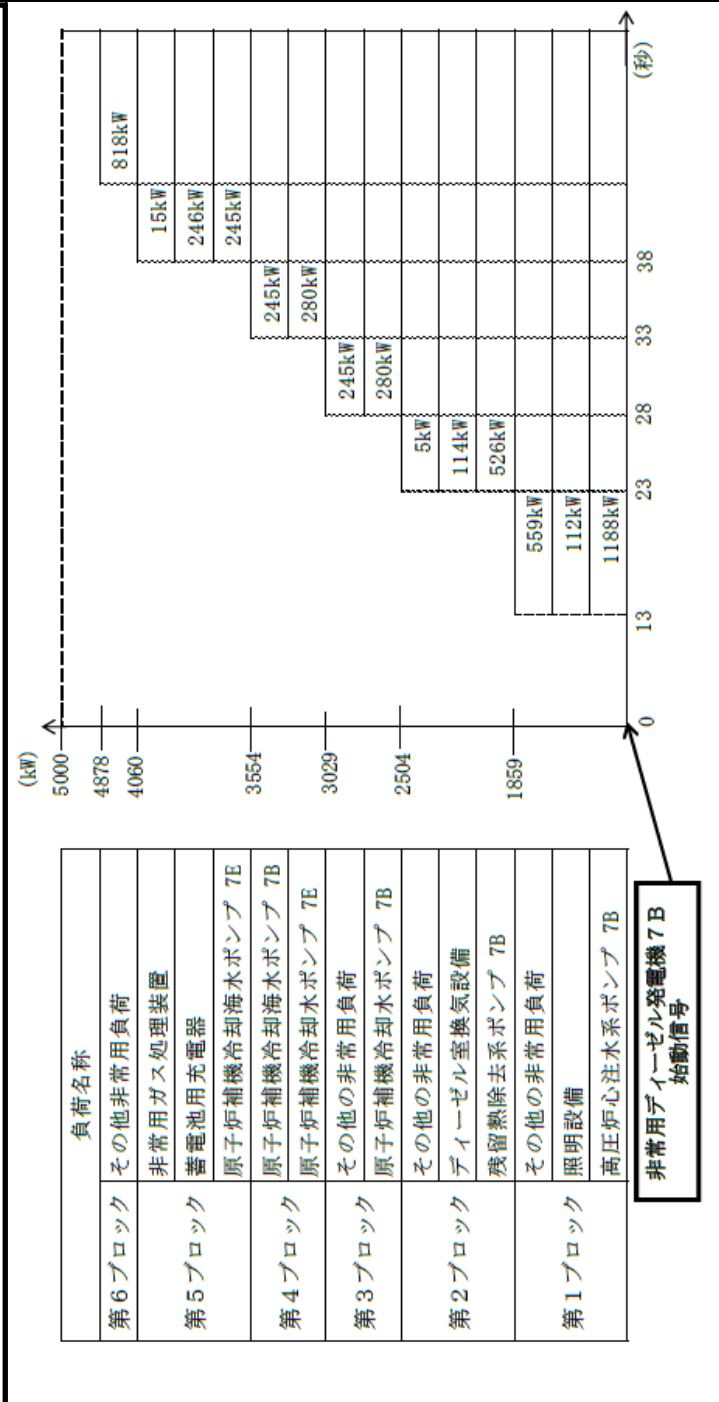 負荷名称
第6ブロック その他非常用負荷
第5ブロック 非常用ガス処理装置
蓄電池用充電器
原子炉補機冷却海水ポンプ 7E
第4ブロック 原子炉補機冷却海水ポンプ 7B
原子炉補機冷却水ポンプ 7E
第3ブロック その他の非常用負荷
原子炉補機冷却水ポンプ 7B
第2ブロック その他の非常用負荷
ディーゼル室換気設備
残留熱除去系ポンプ 7B
第1ブロック その他の非常用負荷
照明設備
高圧炉心注水系ポンプ 7B
(kW)
5000
4878
4060
3554
3029
2504
1859
818kW
15kW
246kW
245kW
245kW
280kW
245kW
280kW
5kW
114kW
526kW
559kW
112kW
1188kW
0
13
23
28
33
38
(秒)
非常用ディーゼル発電機7B
始動信号